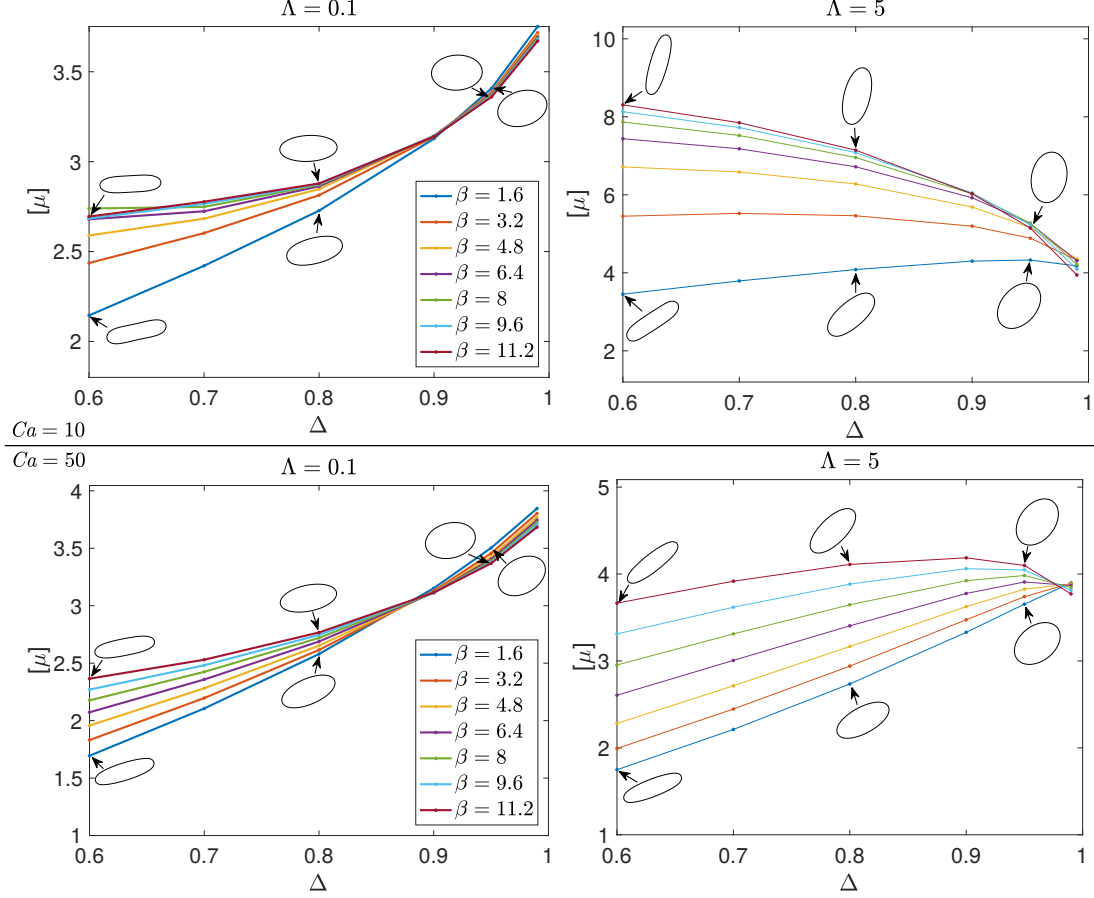 Λ = 0.1
Λ = 5
3.5
3
2.5
2
[μ]
β = 1.6
β = 3.2
β = 4.8
β = 6.4
β = 8
β = 9.6
β = 11.2
0.6 0.7 0.8 0.9 1
Δ
10
8
6
4
2
[μ]
0.6 0.7 0.8 0.9 1
Δ
Ca = 10
Ca = 50
Λ = 0.1
Λ = 5
4
3.5
3
2.5
2
1.5
1
[μ]
β = 1.6
β = 3.2
β = 4.8
β = 6.4
β = 8
β = 9.6
β = 11.2
0.6 0.7 0.8 0.9 1
Δ
5
4
3
2
1
[μ]
0.6 0.7 0.8 0.9 1
Δ